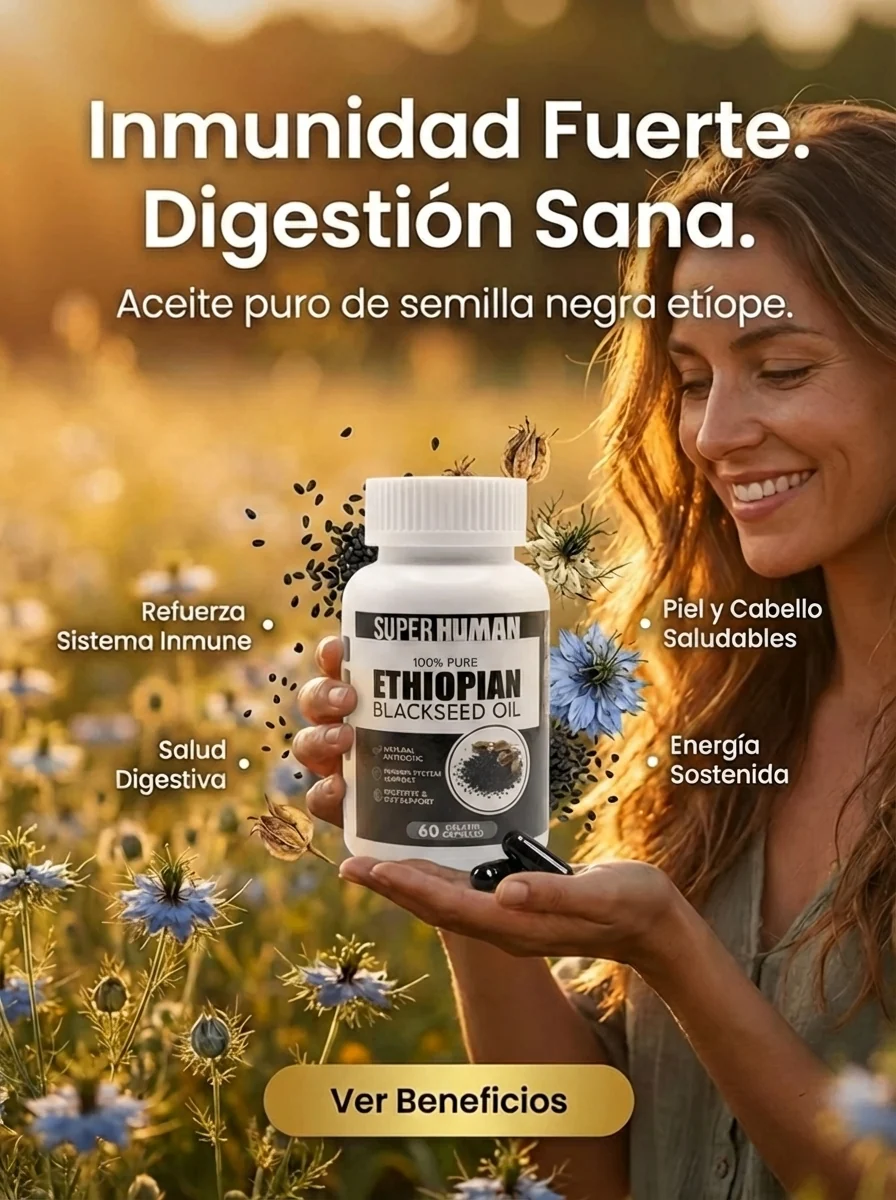 Inmunidad Fuerte.
Digestión Sana.
Aceite puro de semilla negra etíope.
Refuerza
Sistema Inmune
Piel y Cabello
Saludables
Salud
Digestiva
Energía
Sostenida
SUPER HUMAN
100% PURE
ETHIOPIAN
BLACKSEED OIL
60
Ver Beneficios